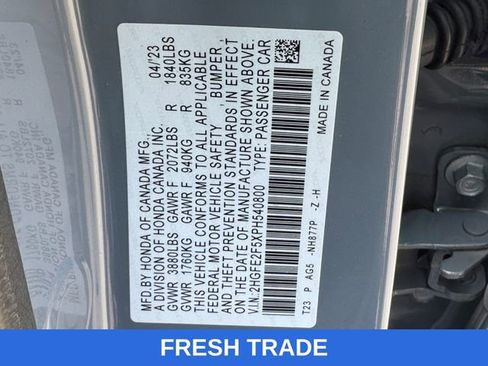 MFD. BY HONDA OF CANADA MFG. 04/'23
A DIVISION OF HONDA CANADA INC.
GVWR 3880LBS GAWR F 2072LBS R 1840LBS
GVWR 1760KG GAWR F 940KG R 835KG
THIS VEHICLE CONFORMS TO ALL APPLICABLE
FEDERAL MOTOR VEHICLE SAFETY, BUMPER,
AND THEFT PREVENTION STANDARDS IN EFFECT
ON THE DATE OF MANUFACTURE SHOWN ABOVE.
V.I.N: 2HGFE2F5XPH540800 TYPE: PASSENGER CAR
T23 P AG5 -NH877P -Z -H MADE IN CANADA
FRESH TRADE